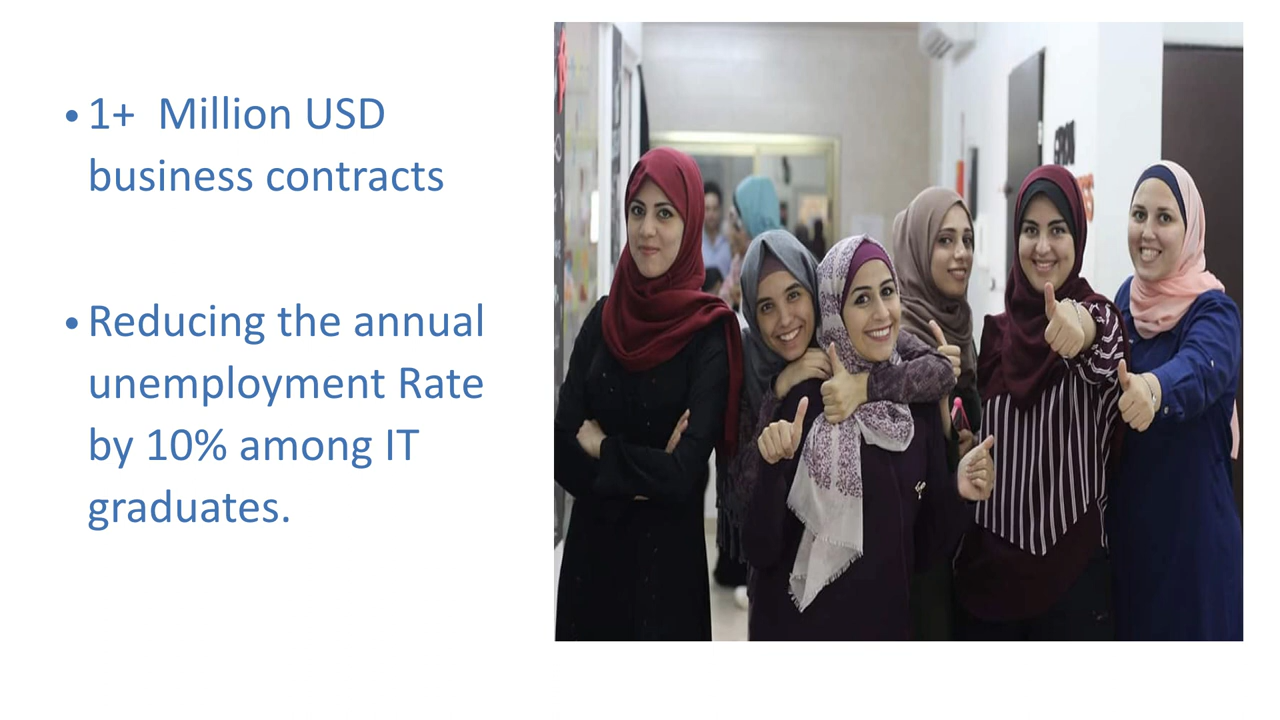 • 1+  Million USD
business contracts
• Reducing the annual
unemployment Rate
by 10% among IT
graduates.